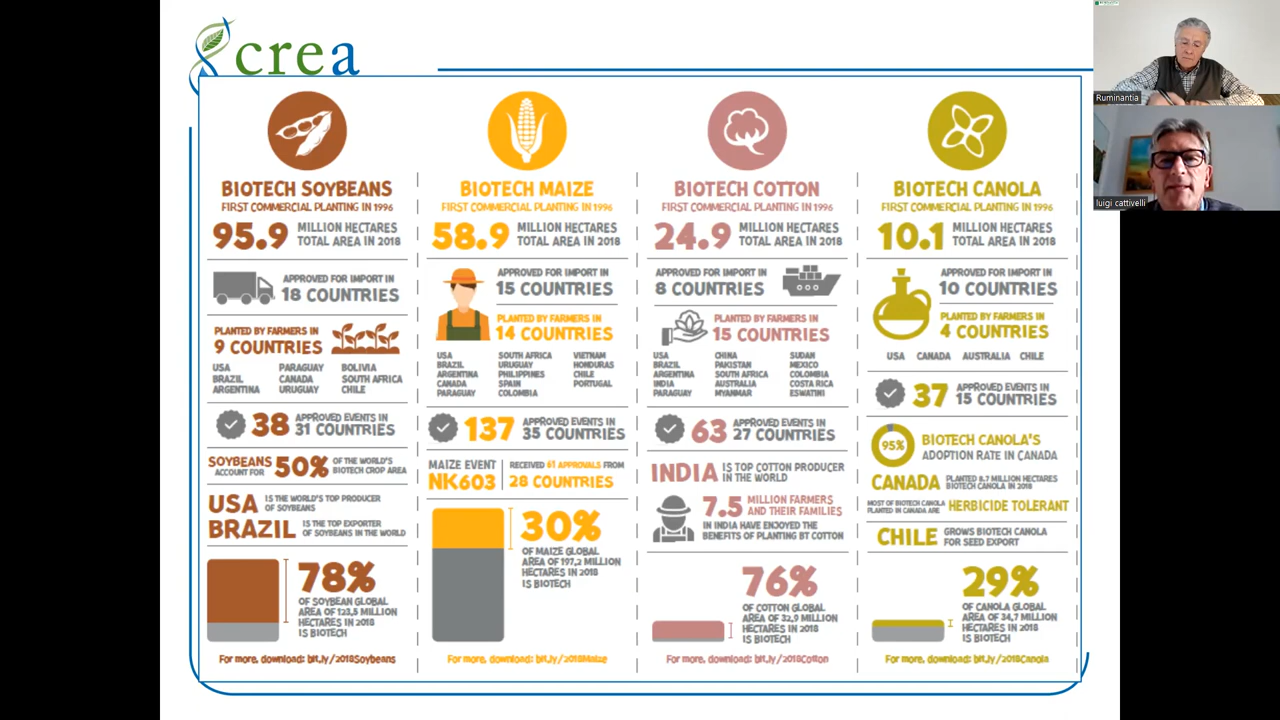 crea
BIOTECH SOYBEANS
FIRST COMMERCIAL PLANTING IN 1996
95.9 MILLION HECTARES
TOTAL AREA IN 2018
APPROVED FOR IMPORT IN
18 COUNTRIES
PLANTED BY FARMERS IN
9 COUNTRIES
USA PARAGUAY BOLIVIA
BRAZIL CANADA SOUTH AFRICA
ARGENTINA URUGUAY CHILE
38 APPROVED EVENTS IN
31 COUNTRIES
SOYBEANS
ACCOUNT FOR 50% OF THE WORLD'S
BIOTECH CROP AREA
USA IS THE WORLD'S TOP PRODUCER
OF SOYBEANS
BRAZIL IS THE TOP EXPORTER
OF SOYBEANS IN THE WORLD
78%
OF SOYBEAN GLOBAL
AREA OF 123,5 MILLION
HECTARES IN 2018
IS BIOTECH
For more, download: bit.ly/2018Soybeans
BIOTECH MAIZE
FIRST COMMERCIAL PLANTING IN 1996
58.9 MILLION HECTARES
TOTAL AREA IN 2018
APPROVED FOR IMPORT IN
15 COUNTRIES
PLANTED BY FARMERS IN
14 COUNTRIES
USA SOUTH AFRICA VIETNAM
BRAZIL URUGUAY HONDURAS
ARGENTINA PHILIPPINES CHILE
CANADA SPAIN PORTUGAL
PARAGUAY COLOMBIA
137 APPROVED EVENTS IN
35 COUNTRIES
MAIZE EVENT
NK603
RECEIVED 61 APPROVALS FROM
28 COUNTRIES
30%
OF MAIZE GLOBAL
AREA OF 197,2 MILLION
HECTARES IN 2018
IS BIOTECH
For more, download: bit.ly/2018Maize
BIOTECH COTTON
FIRST COMMERCIAL PLANTING IN 1996
24.9 MILLION HECTARES
TOTAL AREA IN 2018
APPROVED FOR IMPORT IN
8 COUNTRIES
PLANTED BY FARMERS IN
15 COUNTRIES
USA CHINA SUDAN
BRAZIL PAKISTAN MEXICO
ARGENTINA SOUTH AFRICA COLOMBIA
INDIA AUSTRALIA COSTA RICA
PARAGUAY MYANMAR ESWATINI
63 APPROVED EVENTS IN
27 COUNTRIES
INDIA IS TOP COTTON PRODUCER
IN THE WORLD
7.5 MILLION FARMERS
AND THEIR FAMILIES
IN INDIA HAVE ENJOYED THE
BENEFITS OF PLANTING BT COTTON
76%
OF COTTON GLOBAL
AREA OF 32,9 MILLION
HECTARES IN 2018
IS BIOTECH
For more, download: bit.ly/2018Cotton
BIOTECH CANOLA
FIRST COMMERCIAL PLANTING IN 1996
10.1 MILLION HECTARES
TOTAL AREA IN 2018
APPROVED FOR IMPORT IN
10 COUNTRIES
PLANTED BY FARMERS IN
4 COUNTRIES
USA CANADA AUSTRALIA CHILE
37 APPROVED EVENTS IN
15 COUNTRIES
95% BIOTECH CANOLA'S
ADOPTION RATE IN CANADA
CANADA PLANTED 8.7 MILLION HECTARES
BIOTECH CANOLA IN 2018
MOST OF BIOTECH CANOLA
PLANTED IN CANADA ARE HERBICIDE TOLERANT
CHILE GROWS BIOTECH CANOLA
FOR SEED EXPORT
29%
OF CANOLA GLOBAL
AREA OF 34,7 MILLION
HECTARES IN 2018
IS BIOTECH
For more, download: bit.ly/2018Canola
Ruminantia
luigi cattivelli